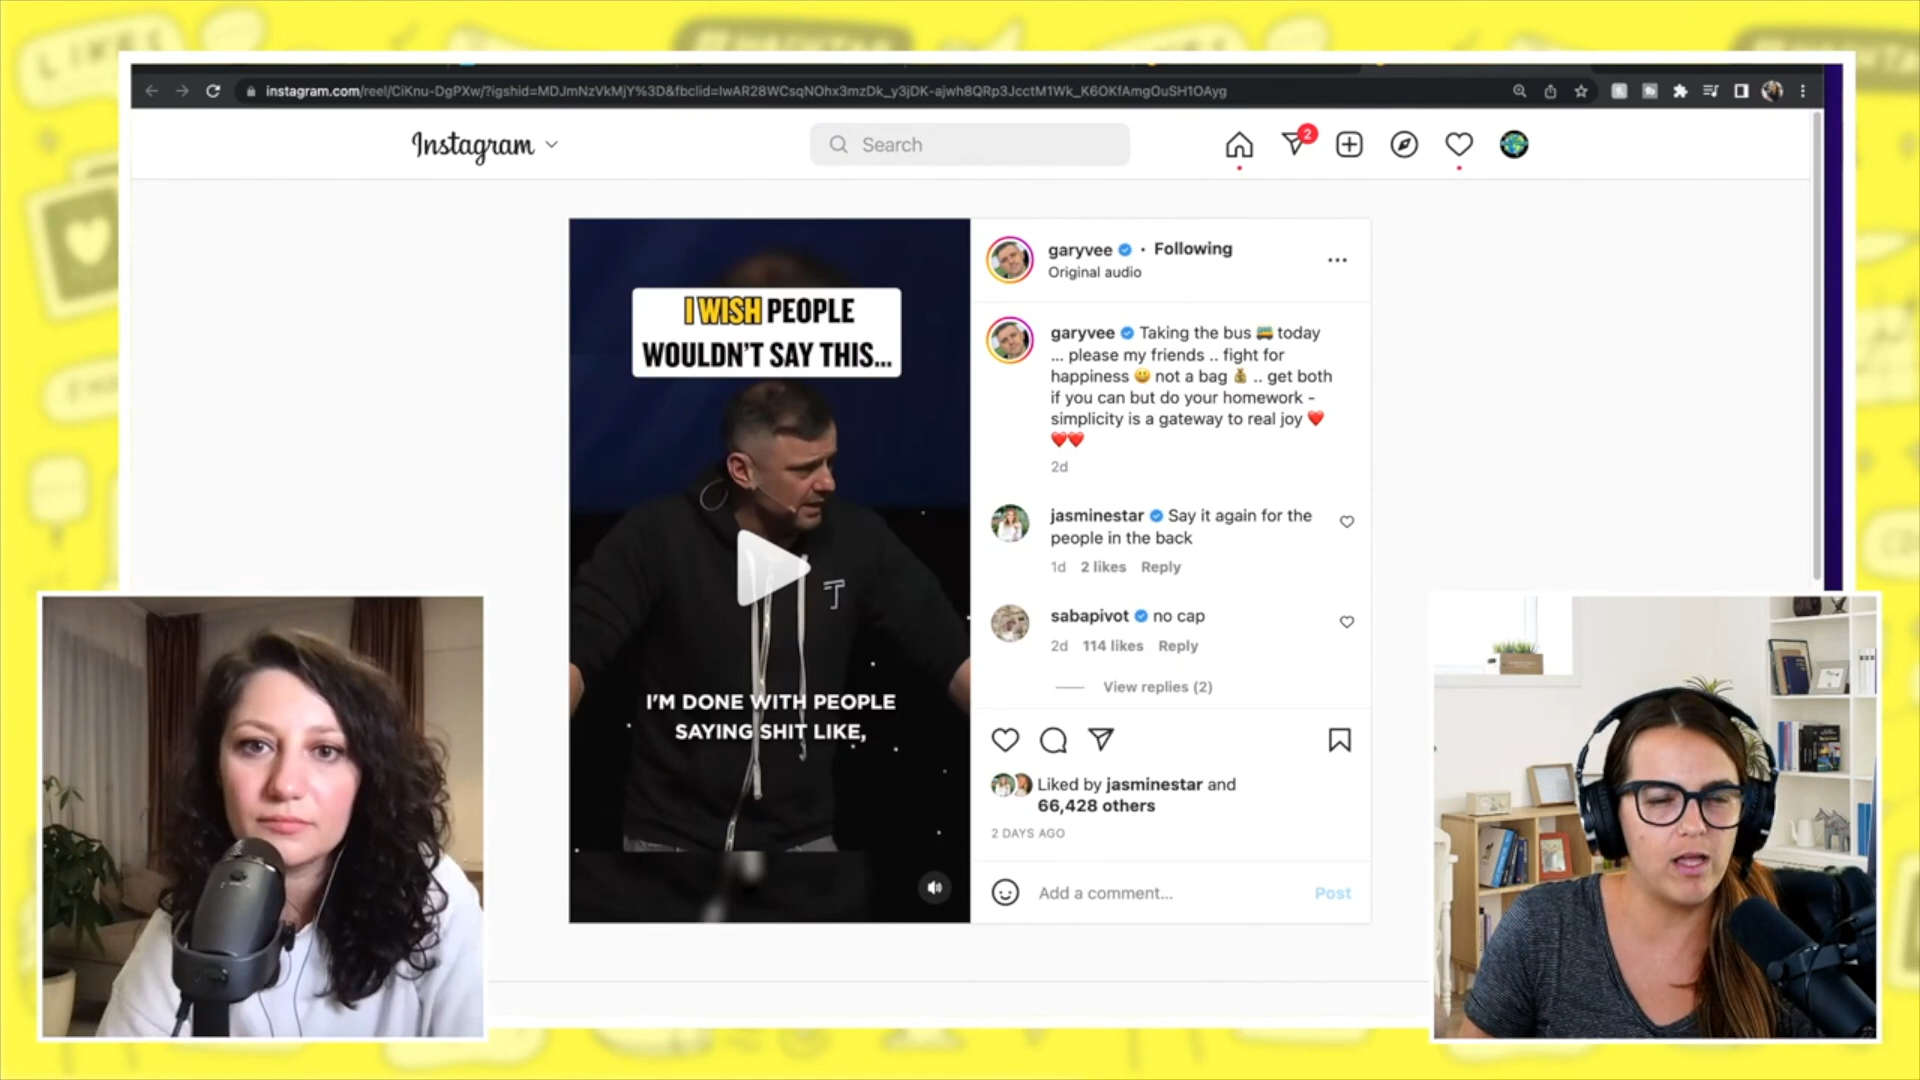 LIKES
instagram.com/reel/CiKnu-DgPXw/?igshid=MDJmNzVkMjY%3D&fbclid=IwAR28WCsqNOhx3mzDk_y3jDK-ajwh8QRp3JcctM1Wk_K6OKfAmgOuSH1OAyg
Instagram
Search
2
I WISH PEOPLE
WOULDN'T SAY THIS...
I'M DONE WITH PEOPLE
SAYING SHIT LIKE,
garyvee • Following
Original audio
garyvee Taking the bus 🚌 today
... please my friends .. fight for
happiness 😃 not a bag 💰 .. get both
if you can but do your homework -
simplicity is a gateway to real joy ❤️
❤️❤️
2d
jasminestar Say it again for the
people in the back
1d 2 likes Reply
sabapivot no cap
2d 114 likes Reply
View replies (2)
Liked by jasminestar and
66,428 others
2 DAYS AGO
Add a comment... Post